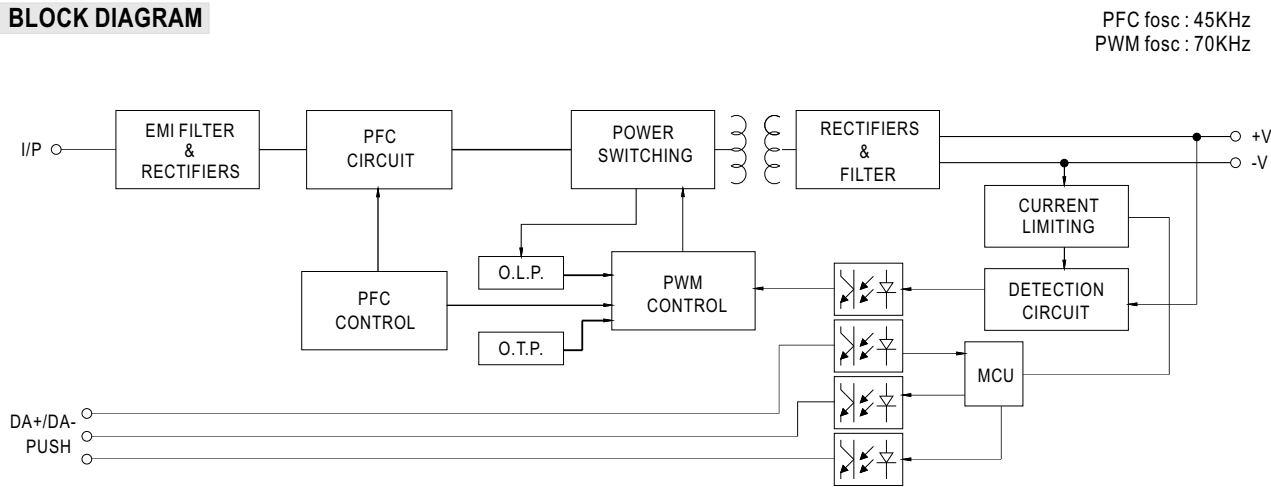 BLOCK DIAGRAM
PFC fosc : 45KHz
PWM fosc : 70KHz
I/P
EMI FILTER
&
RECTIFIERS
PFC
CIRCUIT
POWER
SWITCHING
RECTIFIERS
&
FILTER
+V
-V
CURRENT
LIMITING
O.L.P.
PFC
CONTROL
PWM
CONTROL
DETECTION
CIRCUIT
O.T.P.
MCU
DA+/DA-
PUSH